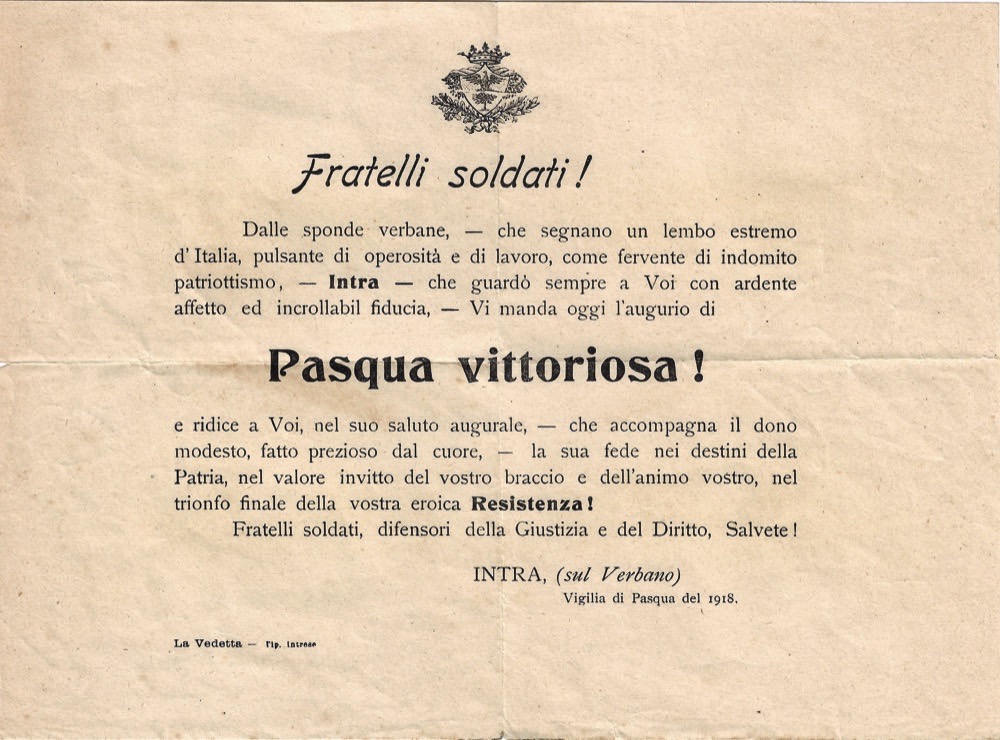 Fratelli soldati!
Dalle sponde verbane, — che segnano un lembo estremo
d'Italia, pulsante di operosità e di lavoro, come fervente di indomito
patriottismo, — Intra — che guardò sempre a Voi con ardente
affetto ed incrollabil fiducia, — Vi manda oggi l'augurio di
Pasqua vittoriosa!
e ridice a Voi, nel suo saluto augurale, — che accompagna il dono
modesto, fatto prezioso dal cuore, — la sua fede nei destini della
Patria, nel valore invitto del vostro braccio e dell'animo vostro, nel
trionfo finale della vostra eroica Resistenza!
Fratelli soldati, difensori della Giustizia e del Diritto, Salvete!
INTRA, (sul Verbano)
Vigilia di Pasqua del 1918.
La Vedetta — Tip. Intrese